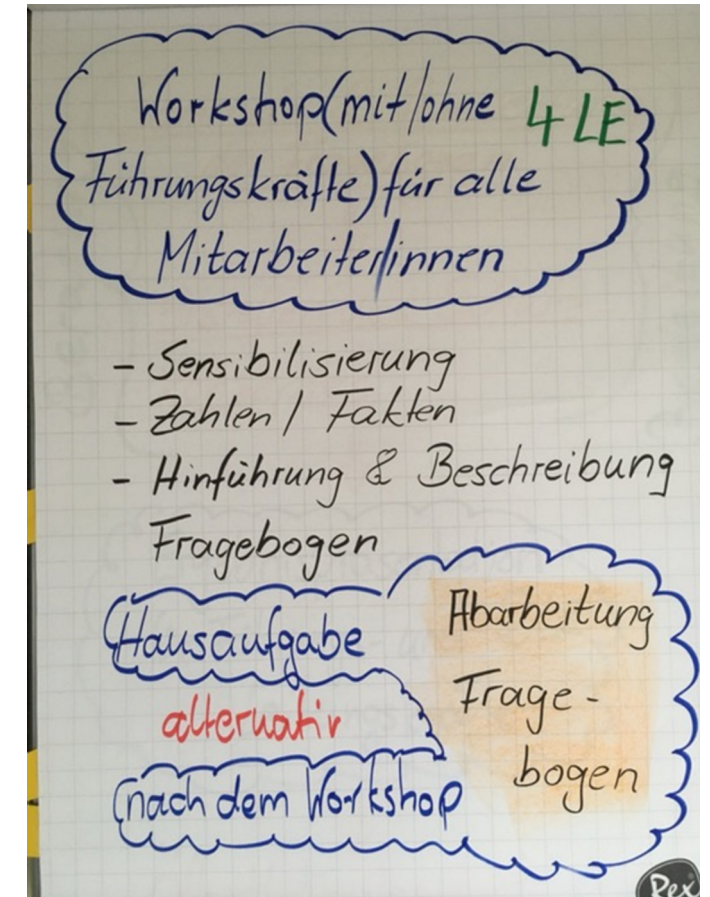 Workshop(mit/ohne 4 LE
Führungskräfte) für alle
Mitarbeiter/innen
- Sensibilisierung
- Zahlen / Fakten
- Hinführung & Beschreibung
Fragebogen
Hausaufgabe
alternativ
nach dem Workshop
Abarbeitung
Frage-
bogen
Rex